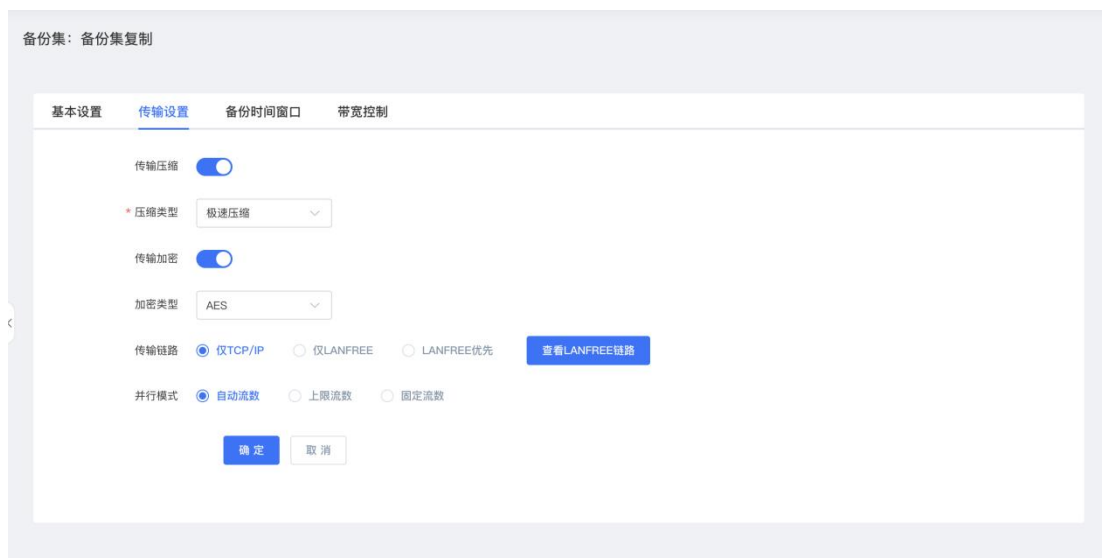 备份集：备份集复制
基本设置 传输设置 备份时间窗口 带宽控制
传输压缩
* 压缩类型 极速压缩
传输加密
加密类型 AES
传输链路 仅TCP/IP 仅LANFREE LANFREE优先 查看LANFREE链路
并行模式 自动流数 上限流数 固定流数
确 定 取 消